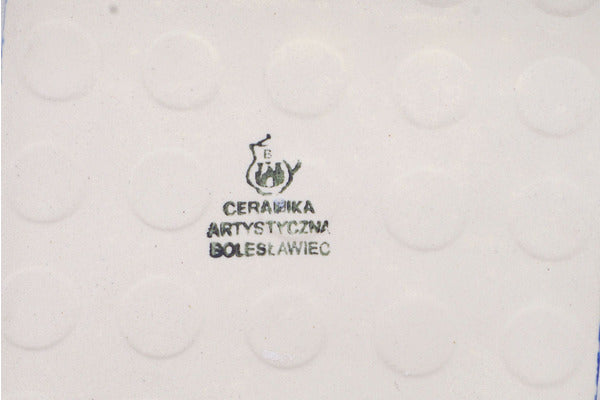 B
CERAMIKA
ARTYSTYCZNA
BOLESŁAWIEC